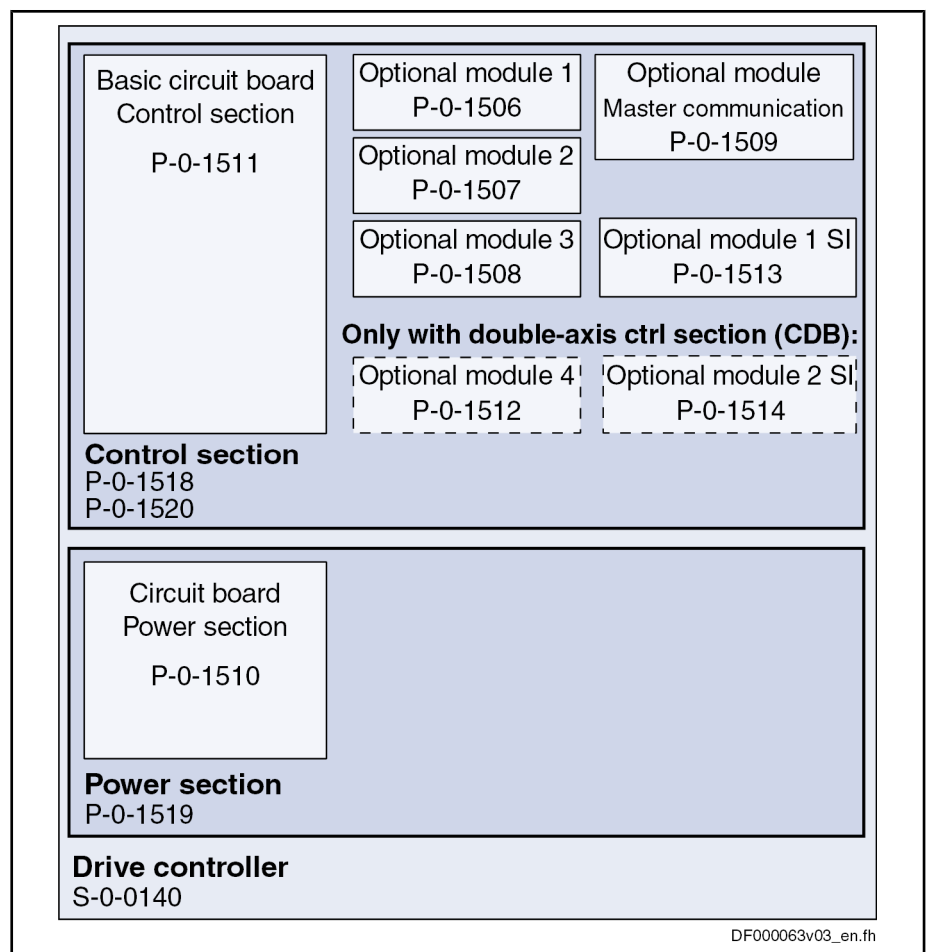 Basic circuit board
Control section
P-0-1511
Optional module 1
P-0-1506
Optional module 2
P-0-1507
Optional module 3
P-0-1508
Optional module
Master communication
P-0-1509
Optional module 1 SI
P-0-1513
Only with double-axis ctrl section (CDB):
Optional module 4
P-0-1512
Optional module 2 SI
P-0-1514
Control section
P-0-1518
P-0-1520
Circuit board
Power section
P-0-1510
Power section
P-0-1519
Drive controller
S-0-0140
DF000063v03_en.fh